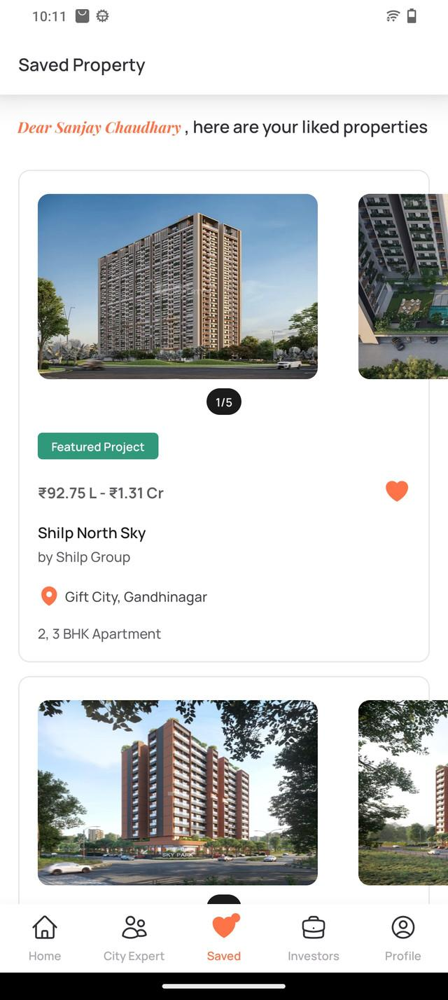 10:11
Saved Property
Dear Sanjay Chaudhary , here are your liked properties
1/5
Featured Project
₹92.75 L - ₹1.31 Cr
Shilp North Sky
by Shilp Group
Gift City, Gandhinagar
2, 3 BHK Apartment
SKY PARK
Home
City Expert
Saved
Investors
Profile